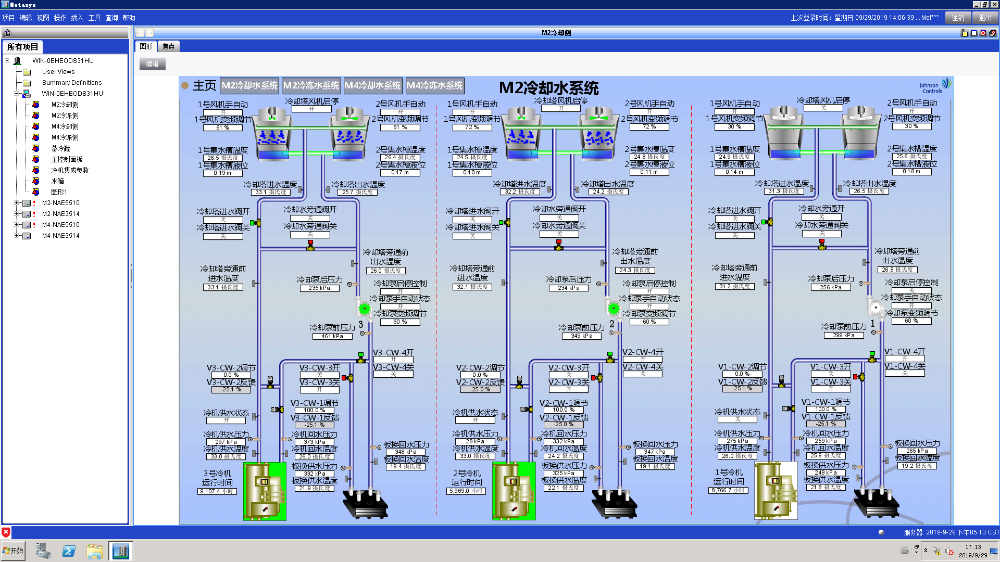 Metasys
项目 编辑 视图 操作 插入 工具 查询 帮助
上次登录时间: 星期日 09/29/2019 14:06:39 ... Met***
注销 退出
M2冷却侧
所有项目
WIN-0EHEODS31HU
User Views
Summary Definitions
WIN-0EHEODS31HU
M2冷却侧
M2冷冻侧
M4冷却侧
M4冷冻侧
蓄冷罐
主控制面板
冷机集成参数
水箱
图形1
M2-NAE5510
M2-NAE3514
M4-NAE5510
M4-NAE3514
图形 焦点
编辑
主页 M2冷却水系统 M2冷冻水系统 M4冷却水系统 M4冷冻水系统
M2冷却水系统
Johnson
Controls
1号风机手自动
开
1号风机变频调节
61 %
冷却塔风机启停
开
2号风机手自动
开
2号风机变频调节
61 %
1号集水槽温度
26.5 摄氏度
1号集水槽液位
0.19 m
2号集水槽温度
26.4 摄氏度
2号集水槽液位
0.17 m
冷却塔进水温度
33.1 摄氏度
冷却塔出水温度
25.7 摄氏度
冷却塔进水阀开
关
冷却塔进水阀关
关
冷却水旁通阀开
关
冷却水旁通阀关
关
冷却塔旁通前
出水温度
26.0 摄氏度
冷却塔旁通前
进水温度
33.1 摄氏度
冷却泵后压力
235 kPa
冷却泵启停控制
开
冷却泵手自动状态
开
冷却泵变频调节
60 %
3
冷却泵前压力
461 kPa
V3-CW-4开
开
V3-CW-4关
关
V3-CW-2调节
0.0 %
V3-CW-2反馈
-25.1 %
V3-CW-3开
关
V3-CW-3关
开
V3-CW-1调节
100.0 %
V3-CW-1反馈
-25.1 %
冷机供水状态
开
冷机供水压力
297 kPa
冷机供水温度
33.0 摄氏度
冷机回水压力
373 kPa
冷机回水温度
26.0 摄氏度
板换回水压力
348 kPa
板换回水温度
19.4 摄氏度
板换供水压力
332 kPa
板换供水温度
21.9 摄氏度
3号冷机
运行时间
9,107.4 小时
1号风机手自动
开
1号风机变频调节
72 %
冷却塔风机启停
开
2号风机手自动
开
2号风机变频调节
72 %
1号集水槽温度
24.5 摄氏度
1号集水槽液位
0.10 m
2号集水槽温度
24.8 摄氏度
2号集水槽液位
0.11 m
冷却塔进水温度
32.2 摄氏度
冷却塔出水温度
24.2 摄氏度
冷却塔进水阀开
关
冷却塔进水阀关
关
冷却水旁通阀开
关
冷却水旁通阀关
关
冷却塔旁通前
出水温度
24.3 摄氏度
冷却塔旁通前
进水温度
32.1 摄氏度
冷却泵后压力
234 kPa
冷却泵启停控制
开
冷却泵手自动状态
开
冷却泵变频调节
60 %
2
冷却泵前压力
349 kPa
V2-CW-4开
开
V2-CW-4关
关
V2-CW-2调节
0.0 %
V2-CW-2反馈
-25.0 %
V2-CW-3开
关
V2-CW-3关
开
V2-CW-1调节
100.0 %
V2-CW-1反馈
-25.0 %
冷机供水状态
开
冷机供水压力
28 kPa
冷机供水温度
33.0 摄氏度
冷机回水压力
332 kPa
冷机回水温度
24.2 摄氏度
板换回水压力
347 kPa
板换回水温度
19.1 摄氏度
板换供水压力
325 kPa
板换供水温度
22.1 摄氏度
2号冷机
运行时间
5,969.0 小时
1号风机手自动
开
1号风机变频调节
30 %
冷却塔风机启停
关
2号风机手自动
开
2号风机变频调节
30 %
1号集水槽温度
24.9 摄氏度
1号集水槽液位
0.14 m
2号集水槽温度
25.6 摄氏度
2号集水槽液位
0.18 m
冷却塔进水温度
31.3 摄氏度
冷却塔出水温度
26.5 摄氏度
冷却塔进水阀开
关
冷却塔进水阀关
关
冷却水旁通开
关
冷却水旁通阀关
关
冷却塔旁通前
出水温度
26.8 摄氏度
冷却塔旁通前
进水温度
31.2 摄氏度
冷却泵后压力
256 kPa
冷却泵启停控制
关
冷却泵手自动状态
开
冷却泵变频调节
60 %
1
冷却泵前压力
299 kPa
V1-CW-4开
开
V1-CW-4关
关
V1-CW-2调节
0.0 %
V1-CW-2反馈
-25.1 %
V1-CW-3开
关
V1-CW-3关
开
V1-CW-1调节
100.0 %
V1-CW-1反馈
-25.1 %
冷机供水状态
关
冷机供水压力
275 kPa
冷机供水温度
26.0 摄氏度
冷机回水压力
259 kPa
冷机回水温度
25.9 摄氏度
板换回水压力
265 kPa
板换回水温度
19.2 摄氏度
板换供水压力
248 kPa
板换供水温度
21.8 摄氏度
1号冷机
运行时间
8,766.7 小时
服务器: 2019-9-29 下午05:13 CST
开始
17:13
2019/9/29